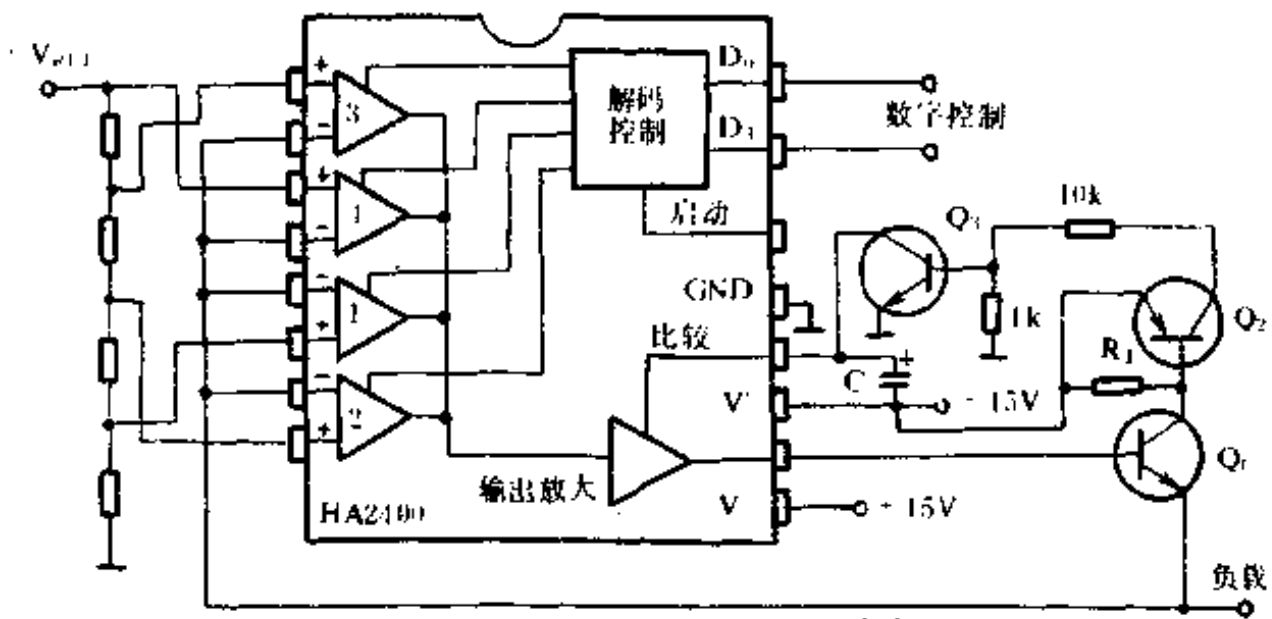 3
1
1
2
解码
控制
D₀
D₁
数字控制
启动
GND
比较
C
+
V⁺
+15V
输出放大
HA2400
V
15V
Q₃
10k
1k
Q₂
R₁
Q₁
负载